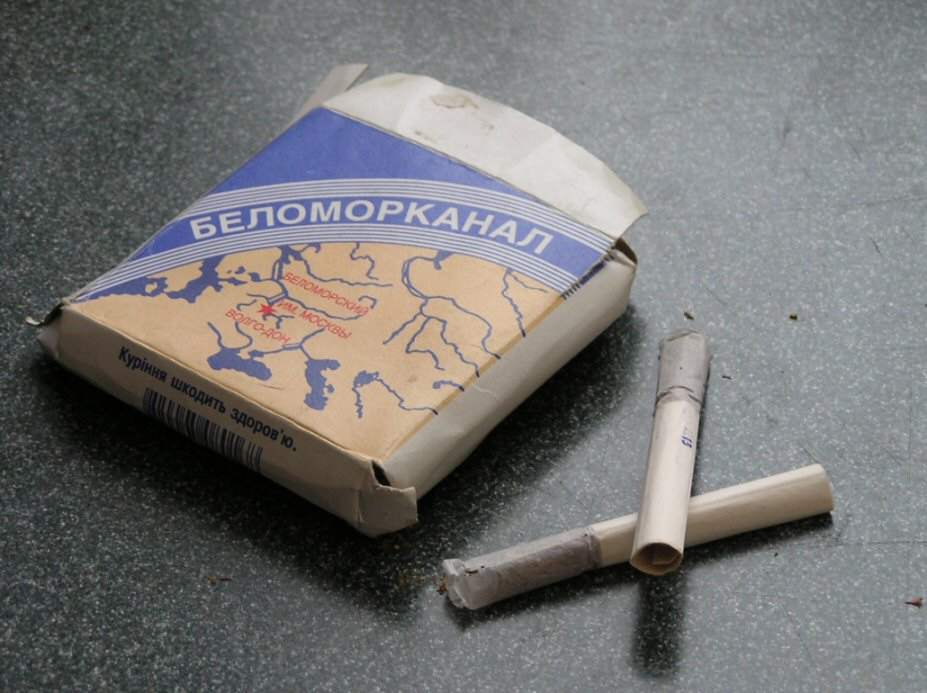 БЕЛОМОРКАНАЛ
БЕЛОМОРСКИЙ
ИМ. МОСКВЫ
ВОЛГО-ДОН
Куріння шкодить здоров'ю.